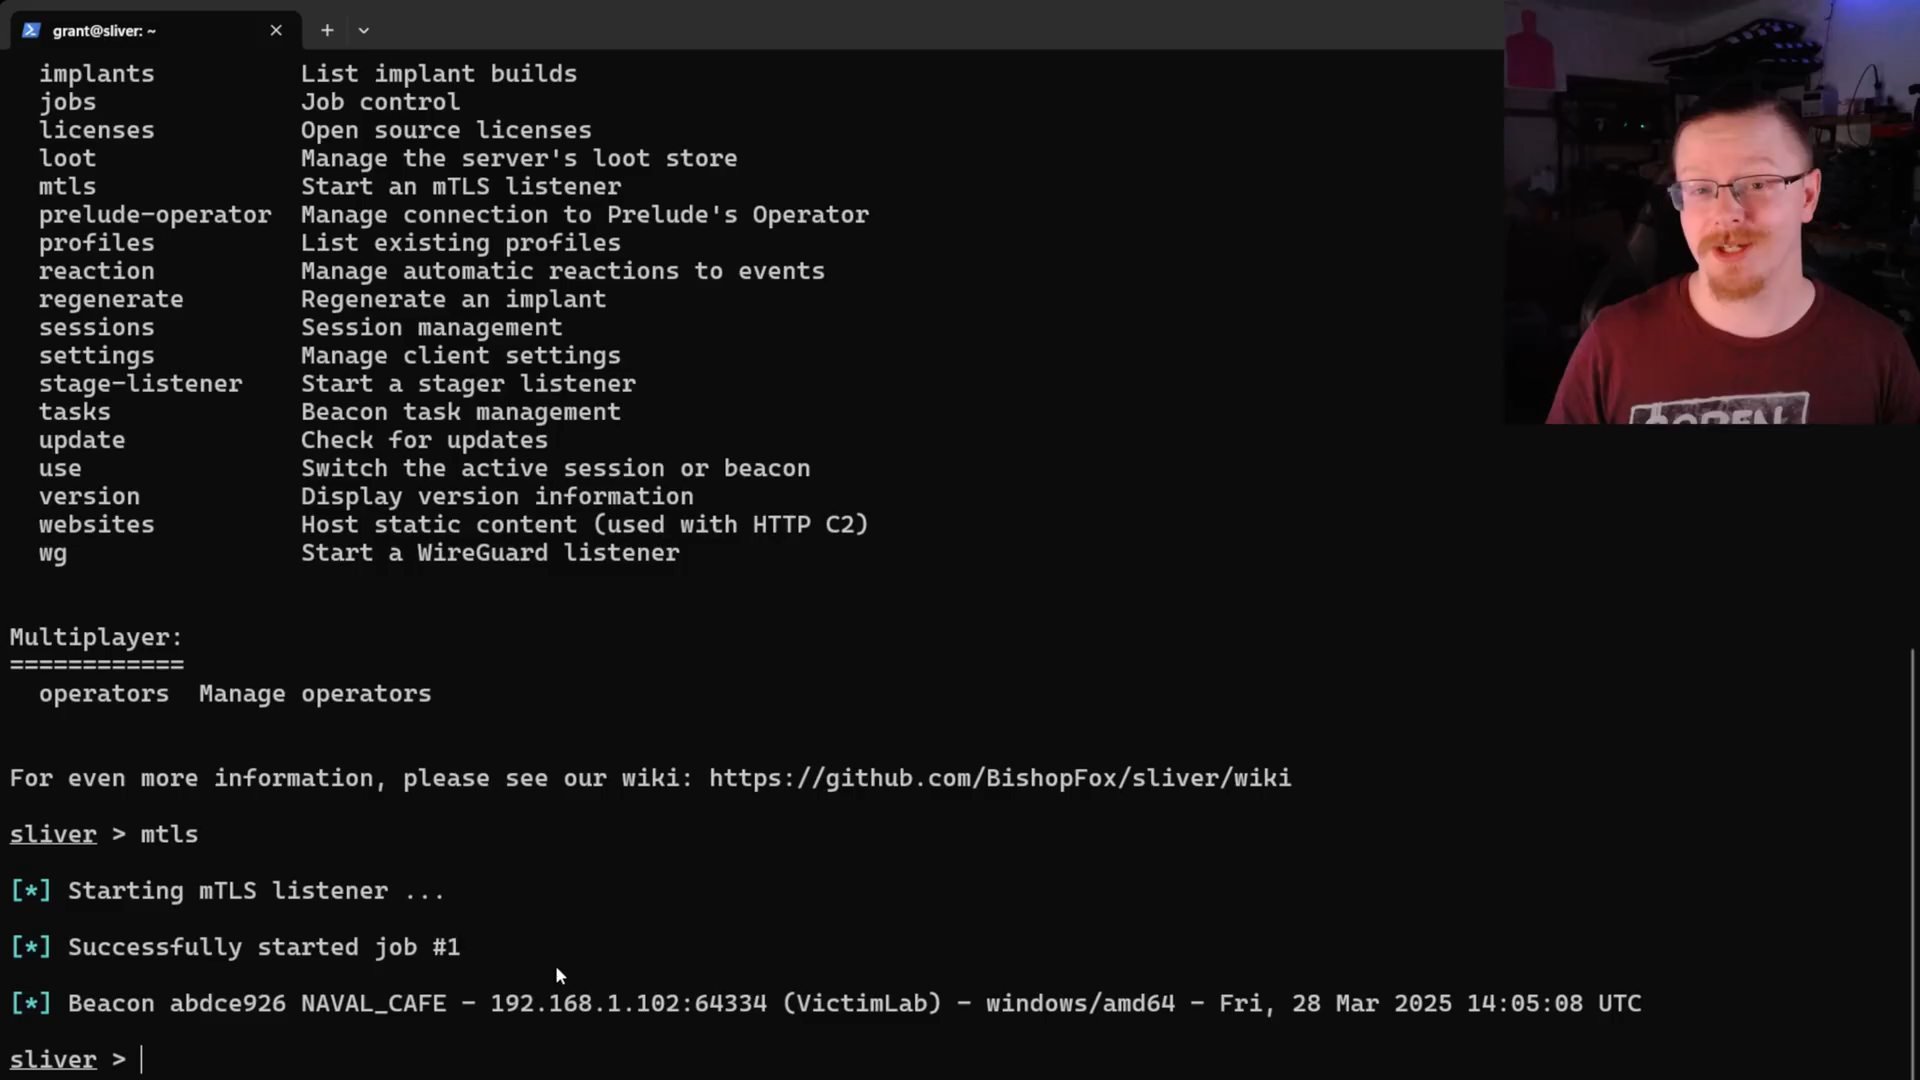 grant@sliver: ~
implants List implant builds
jobs Job control
licenses Open source licenses
loot Manage the server's loot store
mtls Start an mTLS listener
prelude-operator Manage connection to Prelude's Operator
profiles List existing profiles
reaction Manage automatic reactions to events
regenerate Regenerate an implant
sessions Session management
settings Manage client settings
stage-listener Start a stager listener
tasks Beacon task management
update Check for updates
use Switch the active session or beacon
version Display version information
websites Host static content (used with HTTP C2)
wg Start a WireGuard listener
Multiplayer:
============
operators Manage operators
For even more information, please see our wiki: https://github.com/BishopFox/sliver/wiki
sliver > mtls
[*] Starting mTLS listener ...
[*] Successfully started job #1
[*] Beacon abdce926 NAVAL_CAFE - 192.168.1.102:64334 (VictimLab) - windows/amd64 - Fri, 28 Mar 2025 14:05:08 UTC
sliver >
OPEN